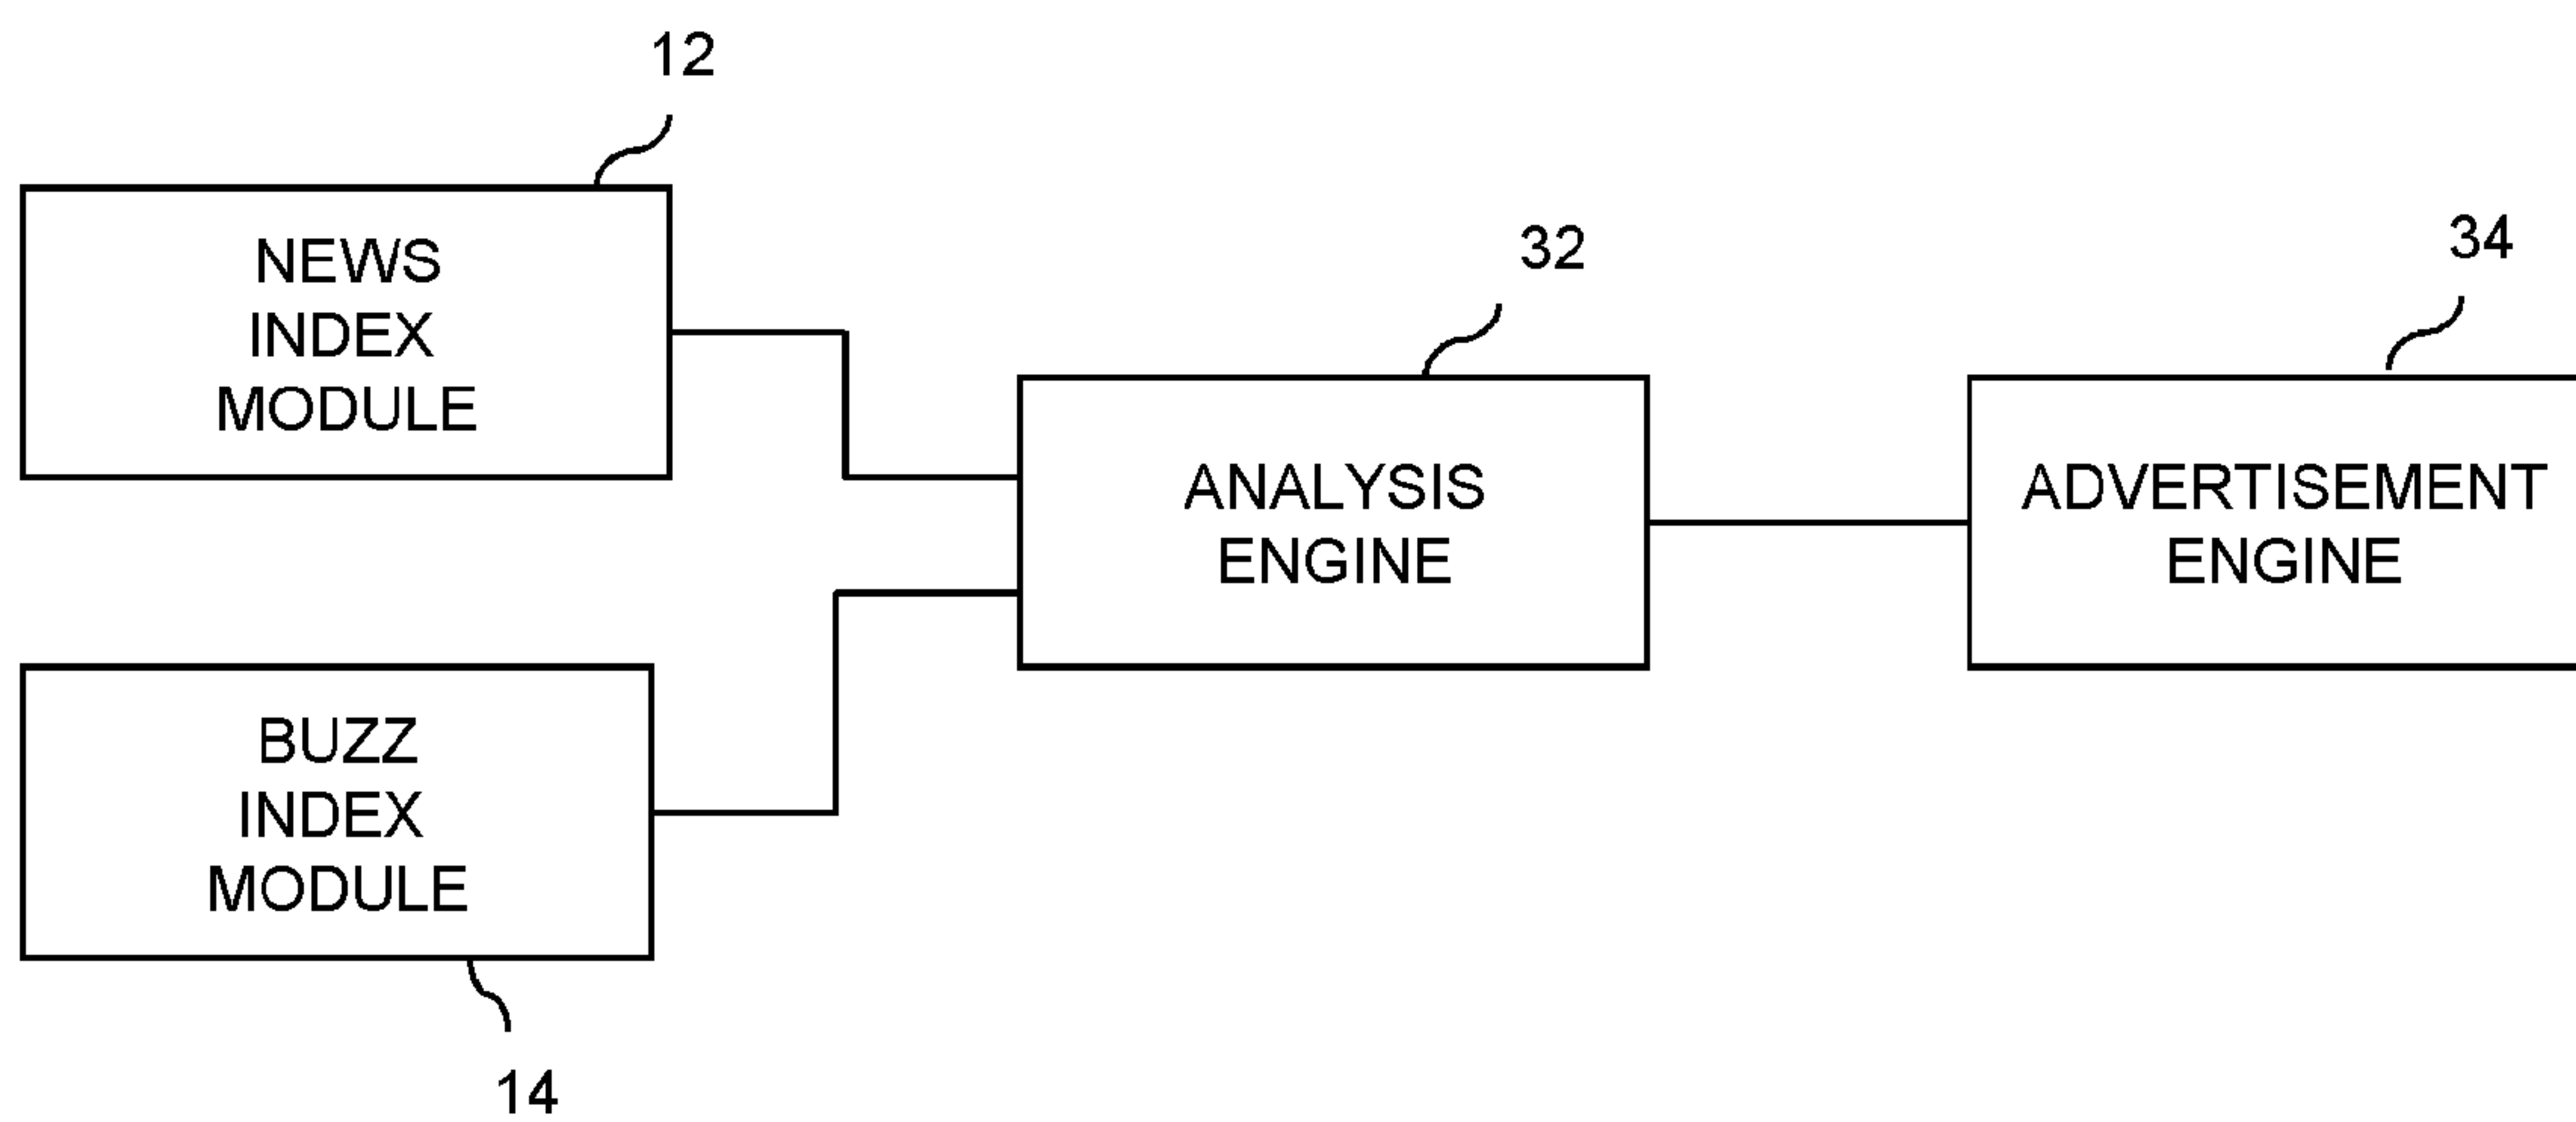 12
NEWS
INDEX
MODULE
32
ANALYSIS
ENGINE
34
ADVERTISEMENT
ENGINE
BUZZ
INDEX
MODULE
14